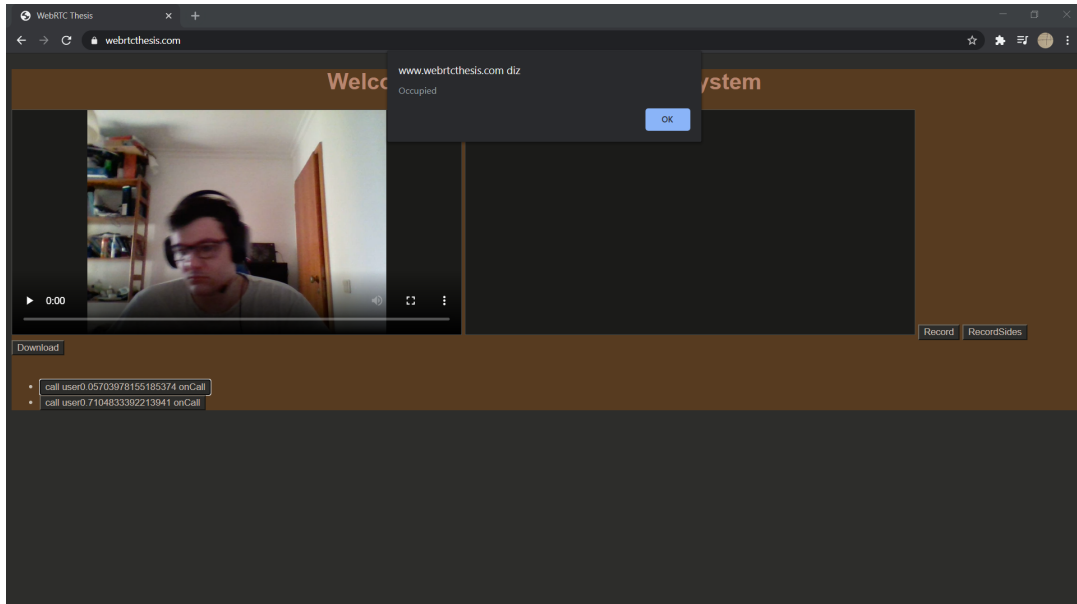 WebRTC Thesis
webrtcthesis.com
www.webrtcthesis.com diz
Occupied
OK
Welc
ystem
0:00
Record RecordSides
Download
call user0.05703978155185374 onCall
call user0.7104833392213941 onCall